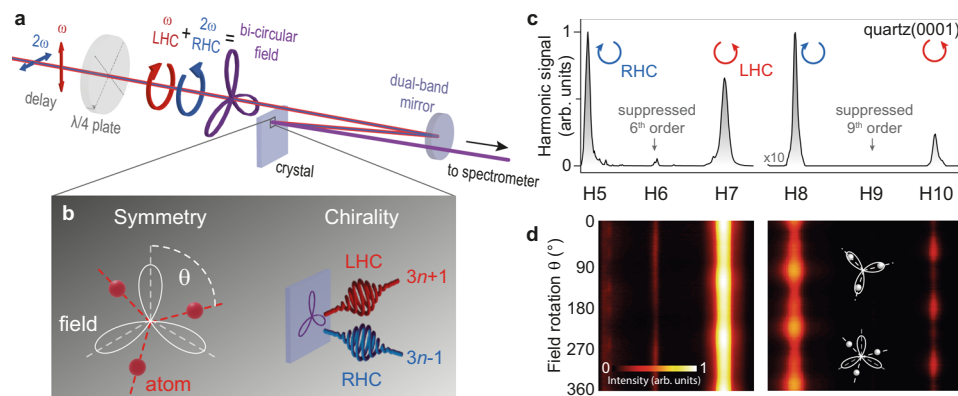 a
ω
2ω
delay
λ/4 plate
ω 2ω
LHC + RHC =
bi-circular
field
dual-band
mirror
crystal
to spectrometer
b
Symmetry
θ
field
atom
Chirality
LHC
3n+1
3n-1
RHC
c
Harmonic signal
(arb. units)
1
0
quartz(0001)
RHC
LHC
suppressed
6th order
suppressed
9th order
x10
H5 H6 H7 H8 H9 H10
d
Field rotation θ (°)
0
90
180
270
360
0 1
Intensity (arb. units)